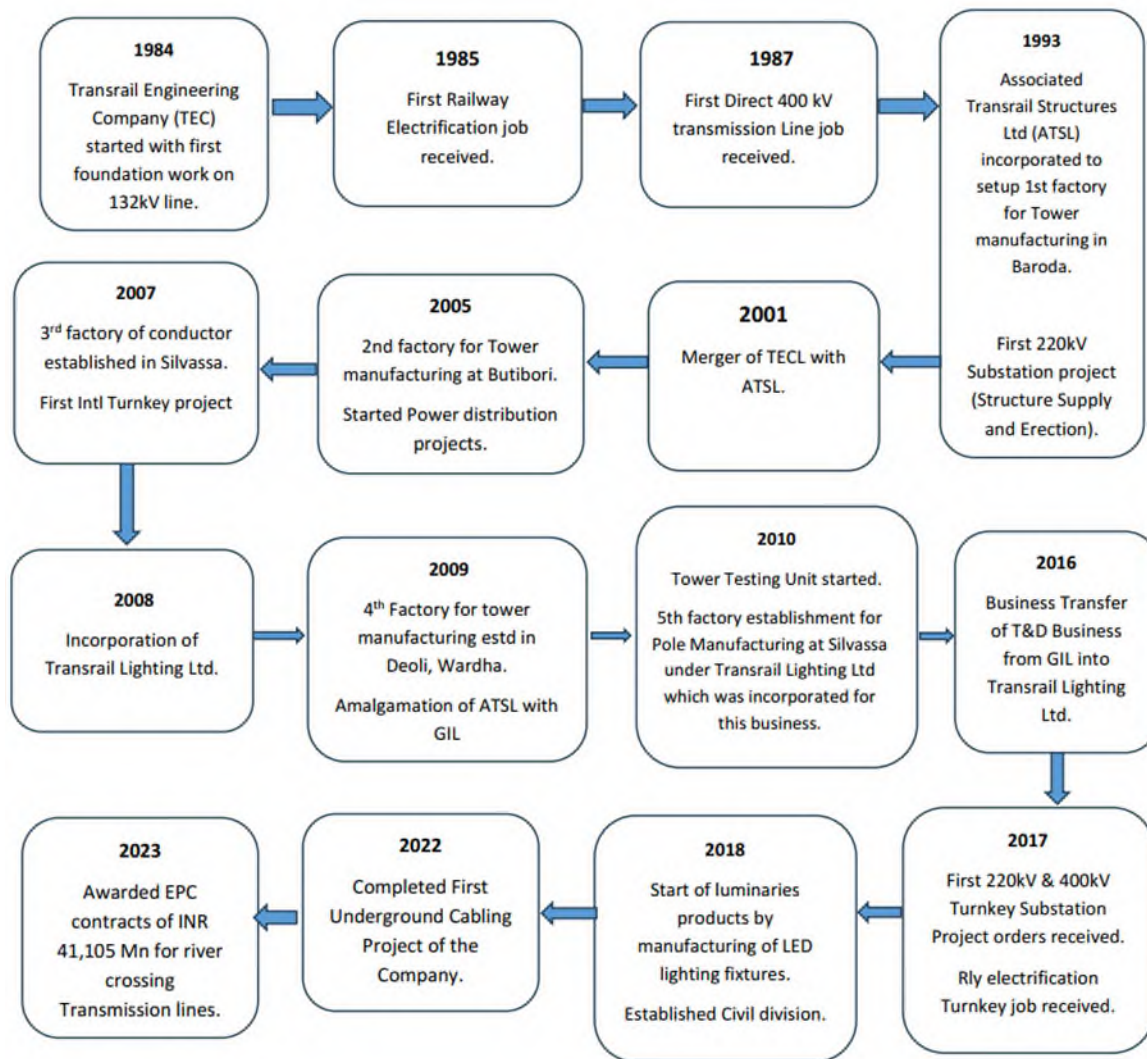 1984
Transrail Engineering
Company (TEC)
started with first
foundation work on
132kV line.
1985
First Railway
Electrification job
received.
1987
First Direct 400 kV
transmission Line job
received.
1993
Associated
Transrail Structures
Ltd (ATSL)
incorporated to
setup 1st factory
for Tower
manufacturing in
Baroda.
First 220kV
Substation project
(Structure Supply
and Erection).
2001
Merger of TECL with
ATSL.
2005
2nd factory for Tower
manufacturing at Butibori.
Started Power distribution
projects.
2007
3rd factory of conductor
established in Silvassa.
First Intl Turnkey project
2008
Incorporation of
Transrail Lighting Ltd.
2009
4th Factory for tower
manufacturing estd in
Deoli, Wardha.
Amalgamation of ATSL with
GIL
2010
Tower Testing Unit started.
5th factory establishment for
Pole Manufacturing at Silvassa
under Transrail Lighting Ltd
which was incorporated for
this business.
2016
Business Transfer
of T&D Business
from GIL into
Transrail Lighting
Ltd.
2017
First 220kV & 400kV
Turnkey Substation
Project orders received.
Rly electrification
Turnkey job received.
2018
Start of luminaries
products by
manufacturing of LED
lighting fixtures.
Established Civil division.
2022
Completed First
Underground Cabling
Project of the
Company.
2023
Awarded EPC
contracts of INR
41,105 Mn for river
crossing
Transmission lines.